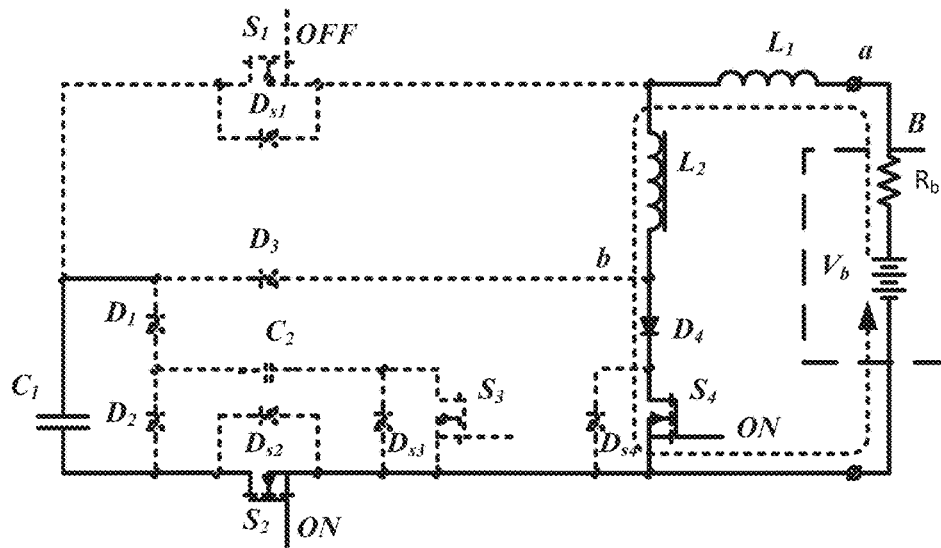 S1
OFF
L1
a
Ds1
B
L2
Rb
D3
b
Vb
D1
C2
D4
C1
S3
S4
D2
Ds2
Ds3
Ds4
ON
S2
ON